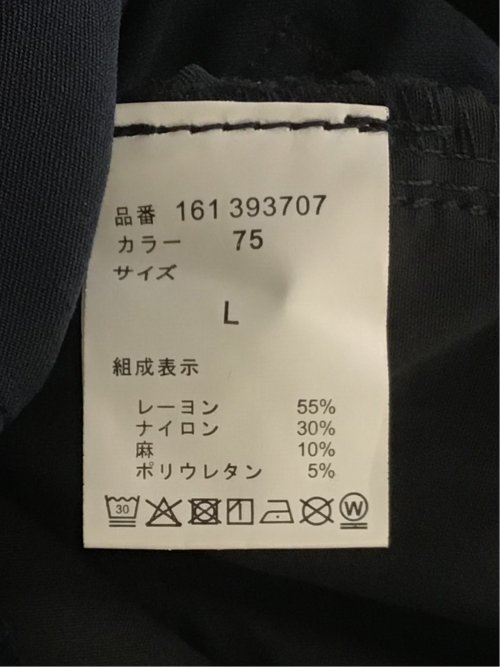 品番 161 393707
カラー 75
サイズ
L
組成表示
レーヨン 55%
ナイロン 30%
麻 10%
ポリウレタン 5%
30 W